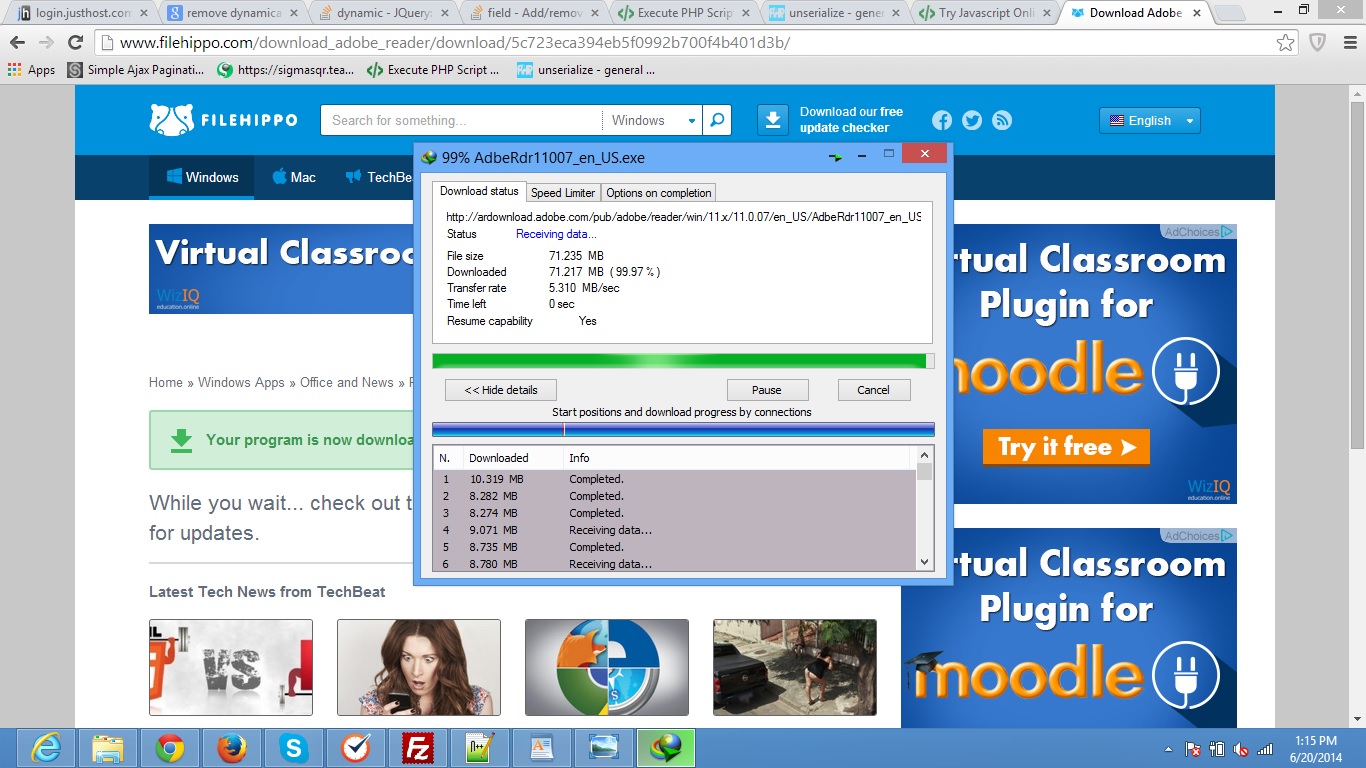 login.justhost.com
remove dynamica
dynamic - JQuery:
field - Add/remov
Execute PHP Scrip
unserialize - gener
Try Javascript Onli
Download Adobe
www.filehippo.com/download_adobe_reader/download/5c723eca394eb5f0992b700f4b401d3b/
Apps
Simple Ajax Paginati...
https://sigmasqr.tea...
Execute PHP Script ...
unserialize - general ...
FILEHIPPO
Search for something...
Windows
Download our free
update checker
English
Windows
Mac
TechBe
99% AdbeRdr11007_en_US.exe
Download status
Speed Limiter
Options on completion
http://ardownload.adobe.com/pub/adobe/reader/win/11.x/11.0.07/en_US/AdbeRdr11007_en_US
Status Receiving data...
File size 71.235 MB
Downloaded 71.217 MB ( 99.97 % )
Transfer rate 5.310 MB/sec
Time left 0 sec
Resume capability Yes
<< Hide details
Pause
Cancel
Start positions and download progress by connections
N. Downloaded Info
1 10.319 MB Completed.
2 8.282 MB Completed.
3 8.274 MB Completed.
4 9.071 MB Receiving data...
5 8.735 MB Completed.
6 8.780 MB Receiving data...
Virtual Classroo
WizIQ
education.online
AdChoices
rtual Classroom
Plugin for
moodle
Try it free
WizIQ
education.online
Home » Windows Apps » Office and News »
Your program is now downloa
While you wait... check out t
for updates.
Latest Tech News from TechBeat
VS
AdChoices
rtual Classroom
Plugin for
moodle
1:15 PM
6/20/2014